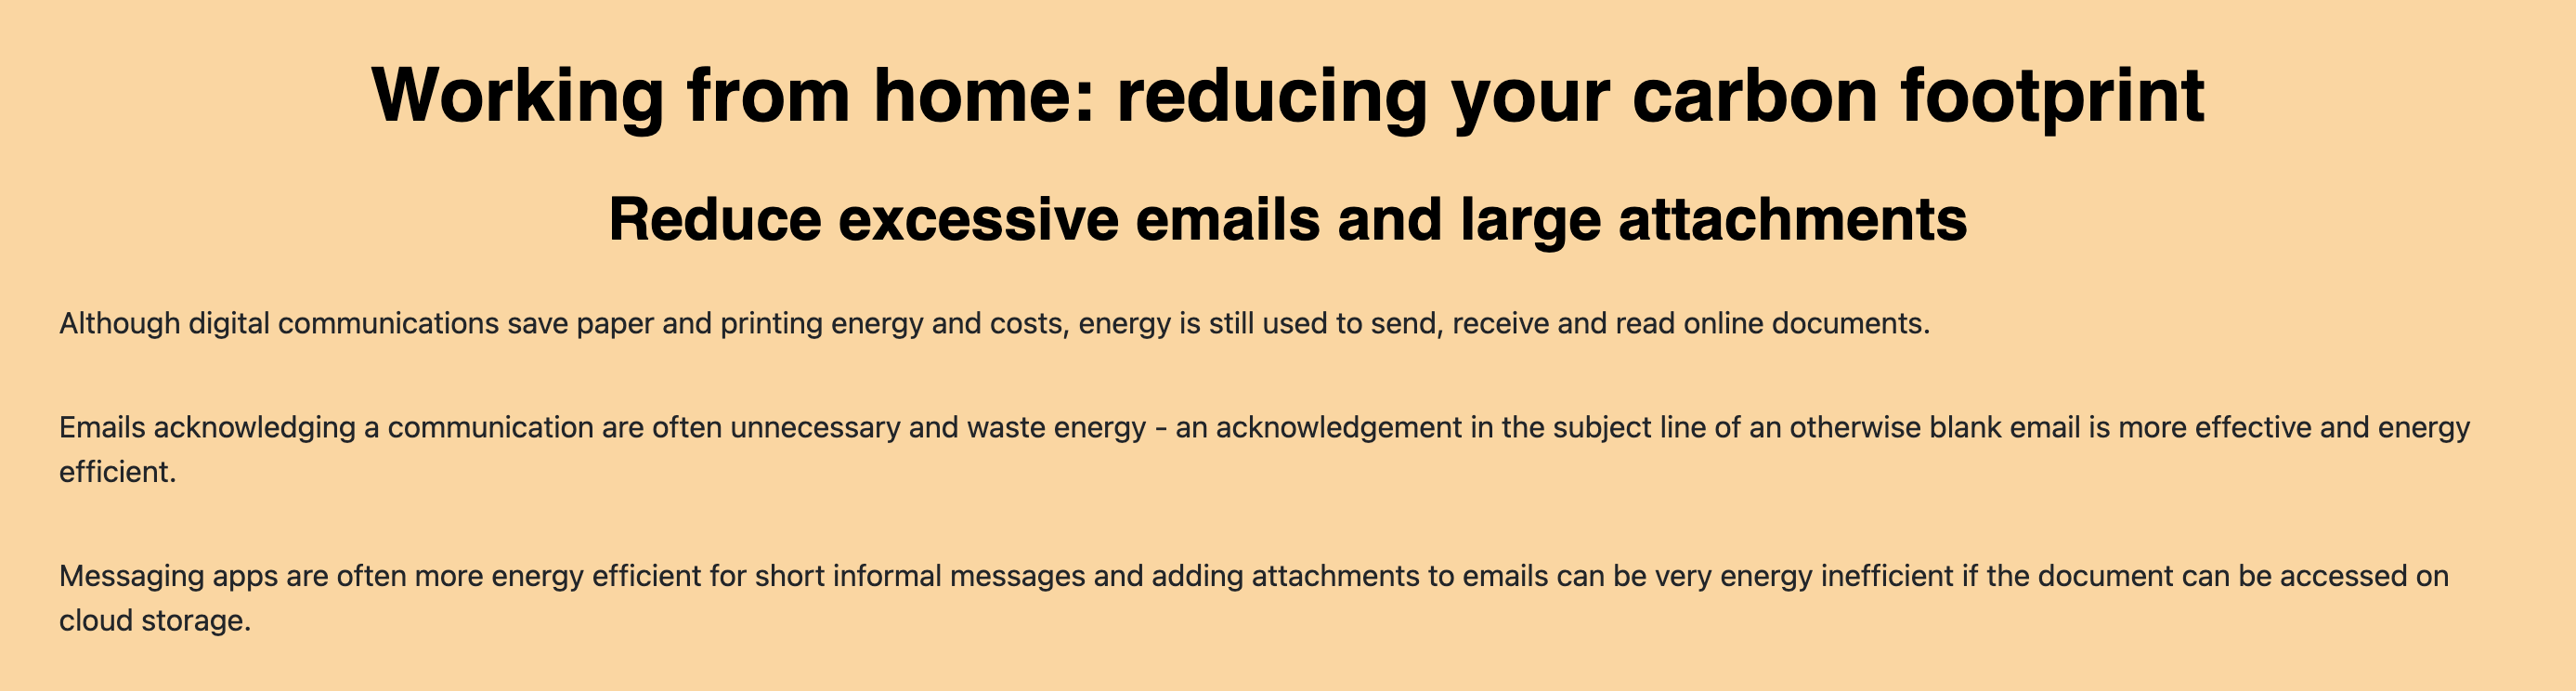 Working from home: reducing your carbon footprint
Reduce excessive emails and large attachments
Although digital communications save paper and printing energy and costs, energy is still used to send, receive and read online documents.
Emails acknowledging a communication are often unnecessary and waste energy - an acknowledgement in the subject line of an otherwise blank email is more effective and energy
efficient.
Messaging apps are often more energy efficient for short informal messages and adding attachments to emails can be very energy inefficient if the document can be accessed on
cloud storage.